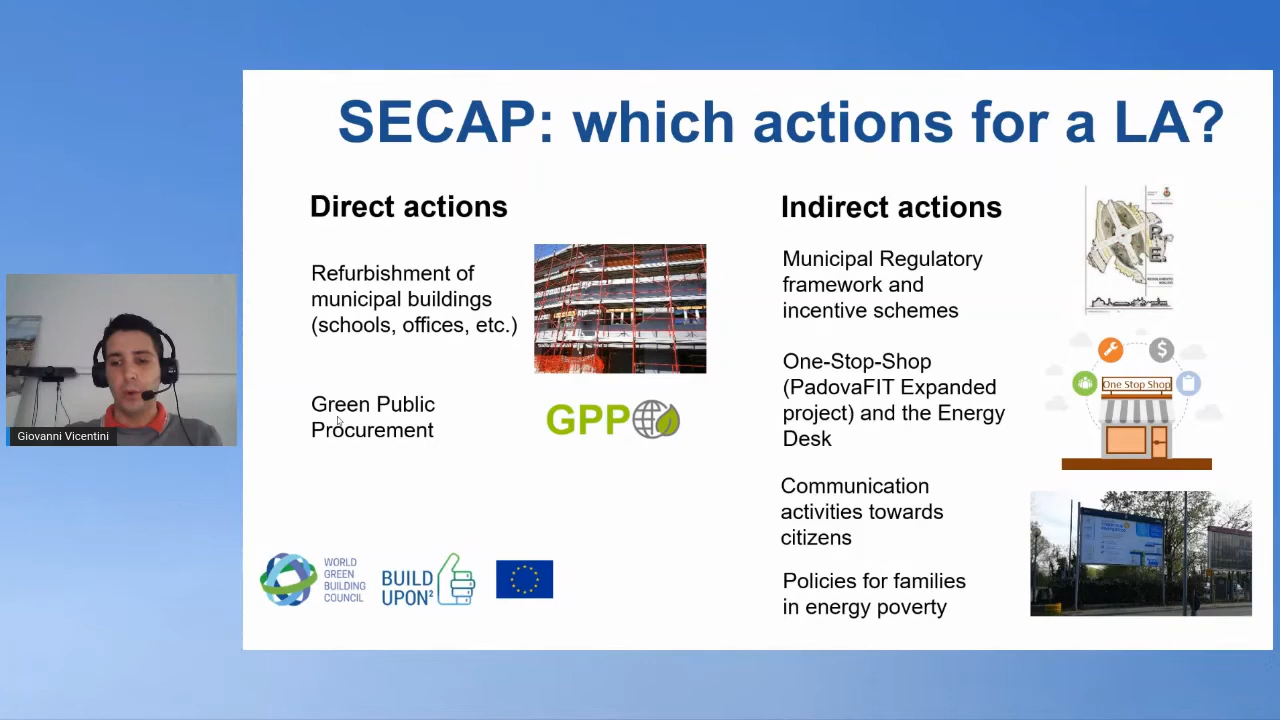 SECAP: which actions for a LA?
Direct actions
Refurbishment of
municipal buildings
(schools, offices, etc.)
Green Public
Procurement
GPP
Indirect actions
Municipal Regulatory
framework and
incentive schemes
R
E
One-Stop-Shop
(PadovaFIT Expanded
project) and the Energy
Desk
$
One Stop Shop
Communication
activities towards
citizens
Policies for families
in energy poverty
WORLD
GREEN
BUILDING
COUNCIL
BUILD
UPON²
Giovanni Vicentini